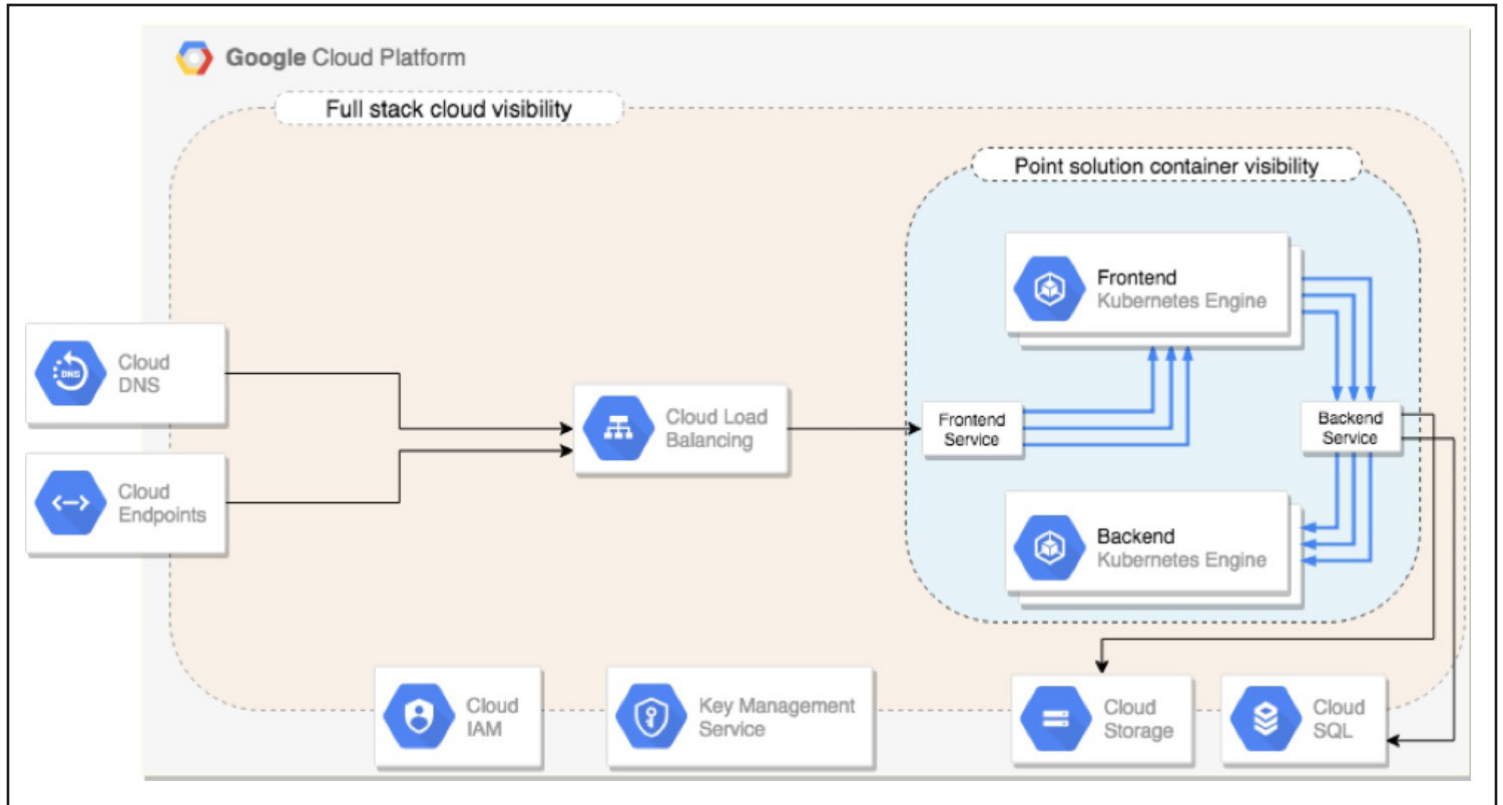 Google Cloud Platform
Full stack cloud visibility
Point solution container visibility
Frontend
Kubernetes Engine
Cloud
DNS
DNS
Cloud Load
Balancing
Frontend
Service
Backend
Service
Cloud
Endpoints
Backend
Kubernetes Engine
Cloud
IAM
Key Management
Service
Cloud
Storage
Cloud
SQL